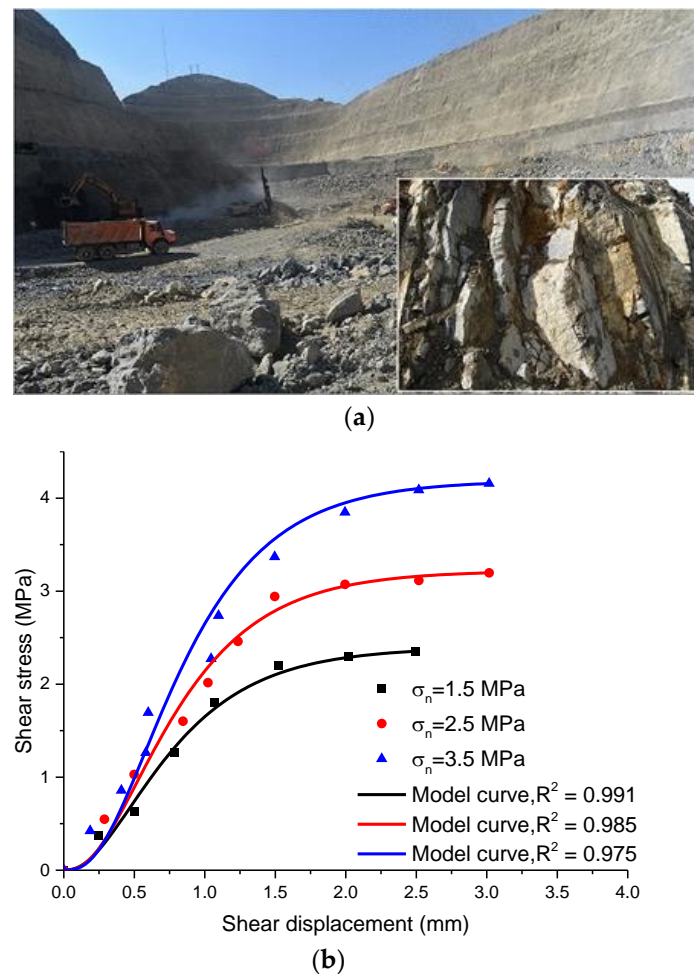 (a)
4
3
2
1
0
Shear stress (MPa)
σn=1.5 MPa
σn=2.5 MPa
σn=3.5 MPa
Model curve,R² = 0.991
Model curve,R² = 0.985
Model curve,R² = 0.975
0.0 0.5 1.0 1.5 2.0 2.5 3.0 3.5 4.0
Shear displacement (mm)
(b)